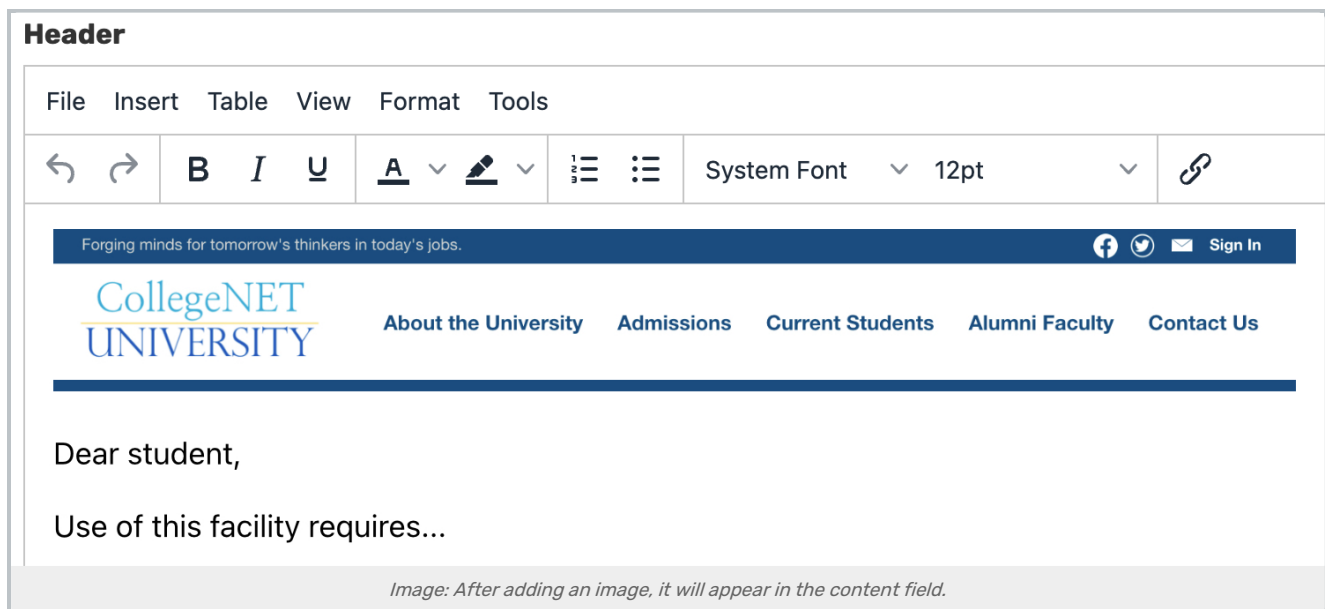 Header
File Insert Table View Format Tools
B I U A System Font 12pt
Forging minds for tomorrow's thinkers in today's jobs. Sign In
CollegeNET
UNIVERSITY
About the University Admissions Current Students Alumni Faculty Contact Us
Dear student,
Use of this facility requires...
Image: After adding an image, it will appear in the content field.